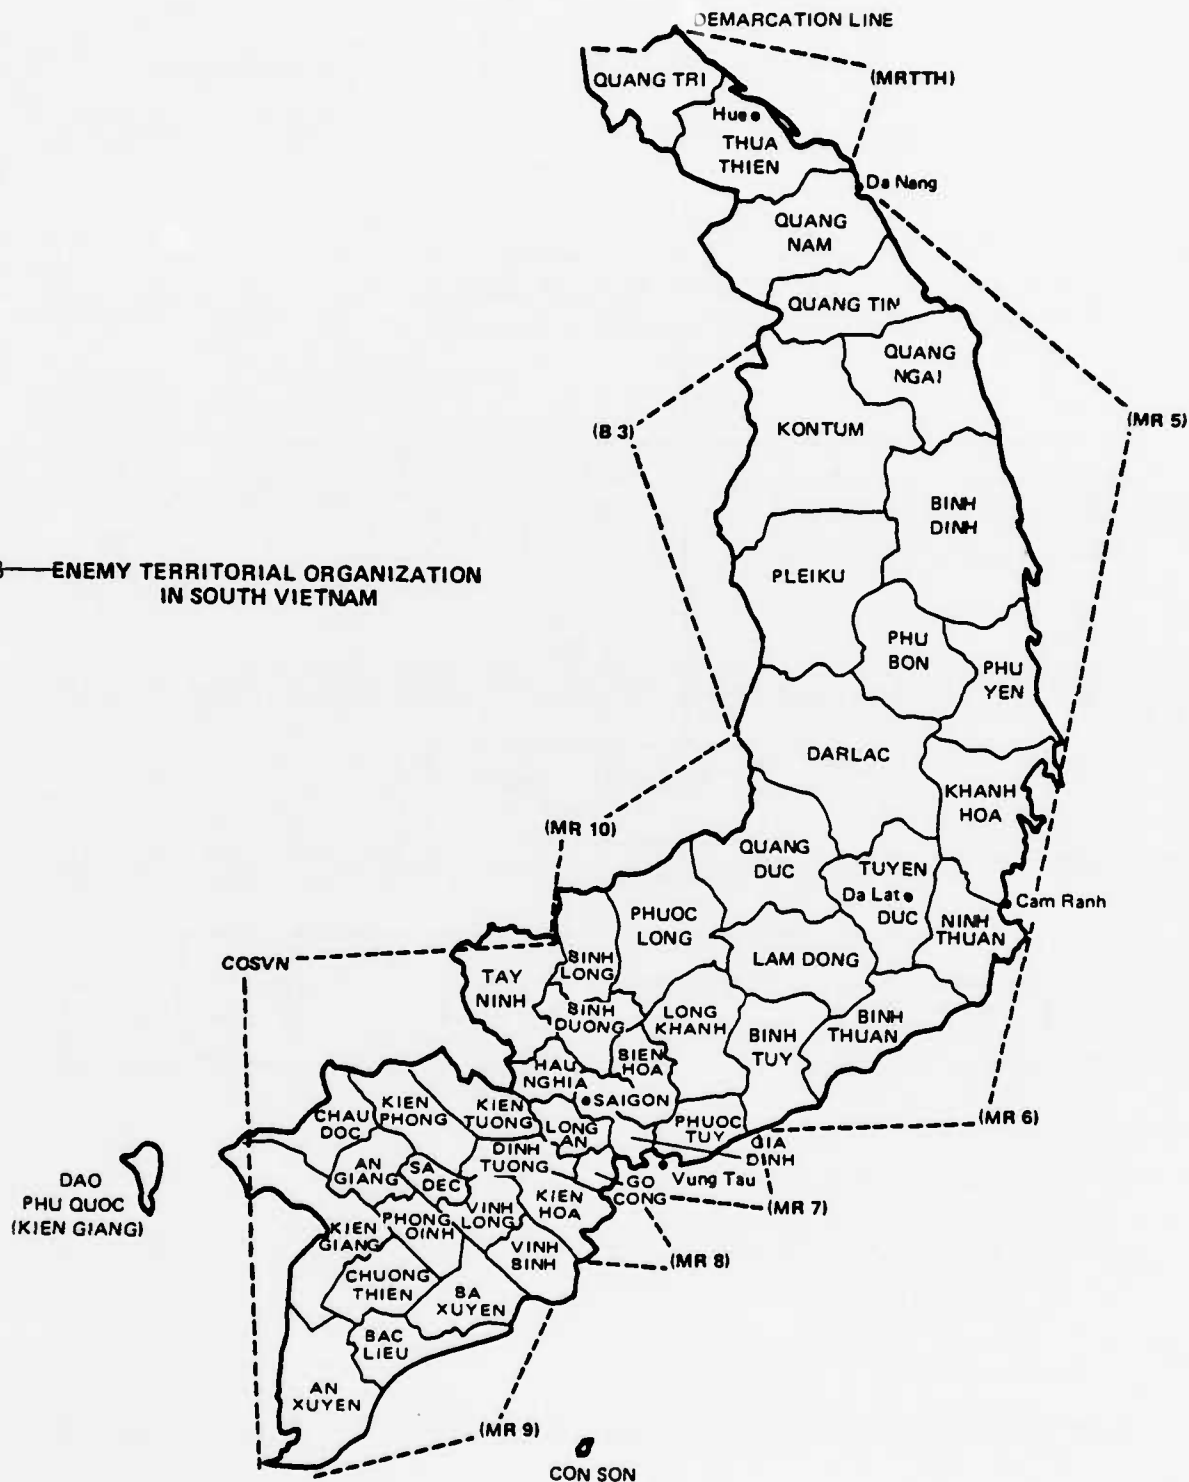 DEMARCATION LINE
(MRTTH)
QUANG TRI
Hue
THUA
THIEN
Da Nang
QUANG
NAM
QUANG TIN
QUANG
NGAI
(B 3)
KONTUM
(MR 5)
BINH
DINH
ENEMY TERRITORIAL ORGANIZATION
IN SOUTH VIETNAM
PLEIKU
PHU
BON
PHU
YEN
DARLAC
KHANH
HOA
(MR 10)
QUANG
DUC
TUYEN
Da Lat
DUC
Cam Ranh
PHUOC
LONG
NINH
THUAN
LAM DONG
COSVN
BINH
LONG
TAY
NINH
BINH
DUONG
LONG
KHANH
BINH
TUY
BINH
THUAN
HAU
NGHIA
BIEN
HOA
SAIGON
(MR 6)
CHAU
DOC
KIEN
PHONG
KIEN
TUONG
LONG
AN
PHUOC
TUY
GIA
DINH
DAO
PHU QUOC
(KIEN GIANG)
AN
GIANG
SA
DEC
DINH
TUONG
GO
CONG
Vung Tau
(MR 7)
KIEN
GIANG
PHONG
OINH
VINH
LONG
KIEN
HOA
VINH
BINH
(MR 8)
CHUONG
THIEN
BA
XUYEN
BAC
LIEU
AN
XUYEN
(MR 9)
CON SON